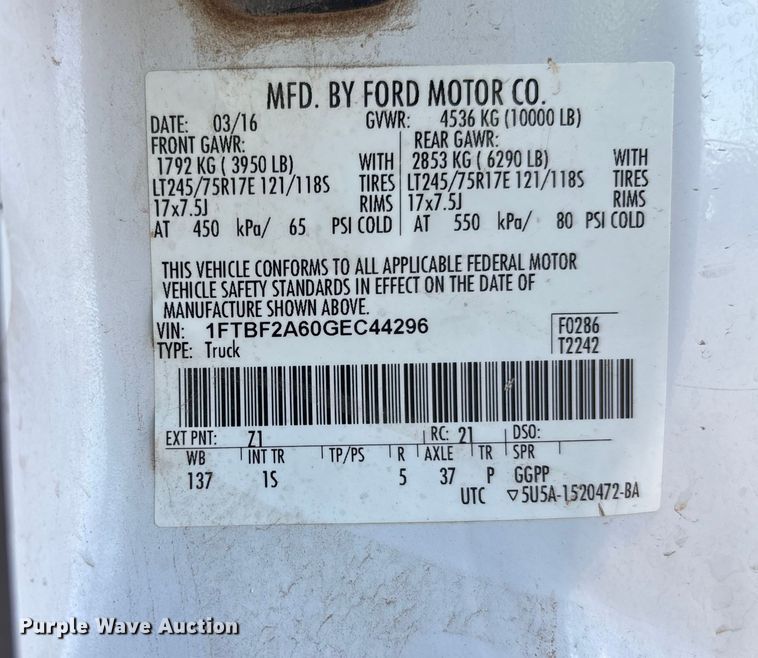 MFD. BY FORD MOTOR CO.
DATE: 03/16 GVWR: 4536 KG (10000 LB)
FRONT GAWR: REAR GAWR:
1792 KG ( 3950 LB) WITH 2853 KG ( 6290 LB) WITH
LT245/75R17E 121/118S TIRES LT245/75R17E 121/118S TIRES
17x7.5J RIMS 17x7.5J RIMS
AT 450 kPa/ 65 PSI COLD AT 550 kPa/ 80 PSI COLD
THIS VEHICLE CONFORMS TO ALL APPLICABLE FEDERAL MOTOR
VEHICLE SAFETY STANDARDS IN EFFECT ON THE DATE OF
MANUFACTURE SHOWN ABOVE.
VIN: 1FTBF2A60GEC44296 F0286
TYPE: Truck T2242
EXT PNT: Z1 RC: 21 DSO:
WB INT TR TP/PS R AXLE TR SPR
137 1S 5 37 P GGPP
UTC ▽5U5A-1520472-BA
Purple Wave Auction